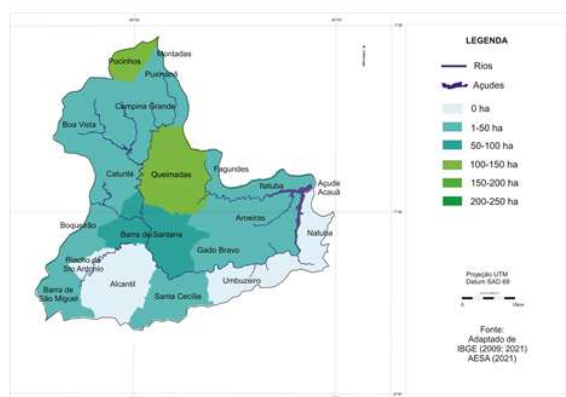 Pocinhos
Montadas
Puxinanã
Campina Grande
Boa Vista
Caturité
Queimadas
Fagundes
Itatuba
Açude
Acauã
Boqueirão
Barra de Santana
Aroeiras
Natuba
Gado Bravo
Riacho de
Sto Antonio
Alcantil
Umbuzeiro
Barra de
São Miguel
Santa Cecília
LEGENDA
Rios
Açudes
0 ha
1-50 ha
50-100 ha
100-150 ha
150-200 ha
200-250 ha
Projeção UTM
Datum SAD 69
0
Fonte:
Adaptado de
IBGE (2009; 2021)
AESA (2021)